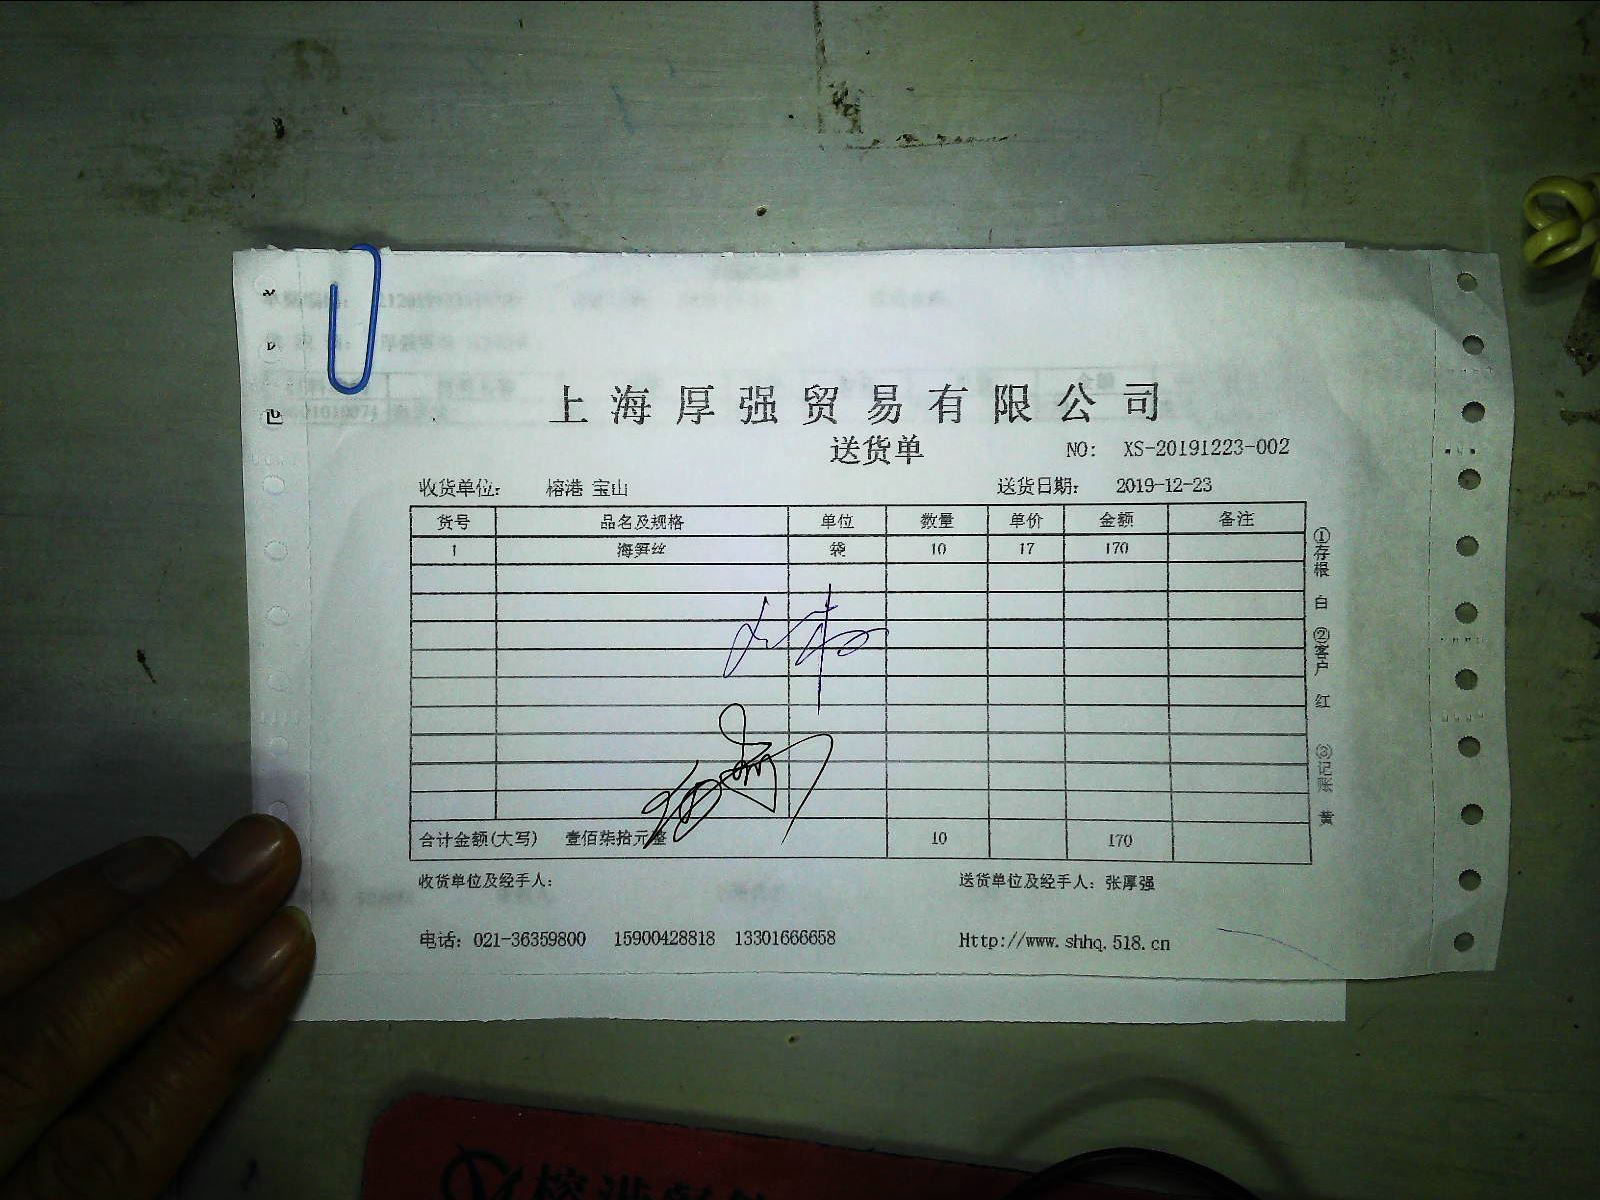 上海厚强贸易有限公司
送货单
NO: XS-20191223-002
收货单位: 榕港 宝山 送货日期: 2019-12-23
货号 品名及规格 单位 数量 单价 金额 备注
1 海笋丝 袋 10 17 170
合计金额(大写) 壹佰柒拾元整 10 170
收货单位及经手人: 送货单位及经手人: 张厚强
电话: 021-36359800 15900428818 13301666658 Http://www.shhq.518.cn
①存根 白 ②客户 红 ③记账 黄